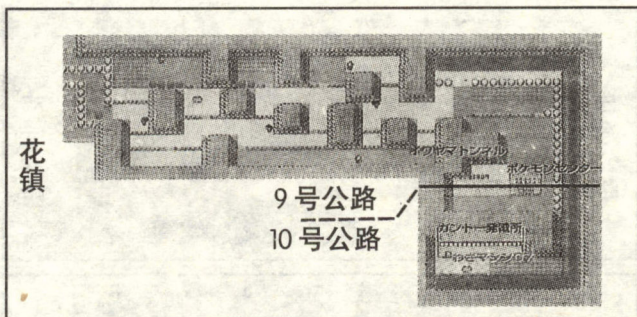 花镇
イワヤマトンネル
ポケモンセンター
9号公路
10号公路
カントー発電所